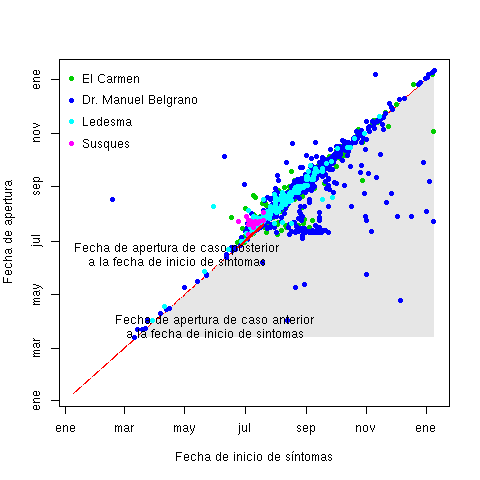 El Carmen
Dr. Manuel Belgrano
Ledesma
Susques
Fecha de apertura de caso posterior
a la fecha de inicio de síntomas
Fecha de apertura de caso anterior
a la fecha de inicio de síntomas
Fecha de apertura
ene
nov
sep
jul
may
mar
ene
ene mar may jul sep nov ene
Fecha de inicio de síntomas